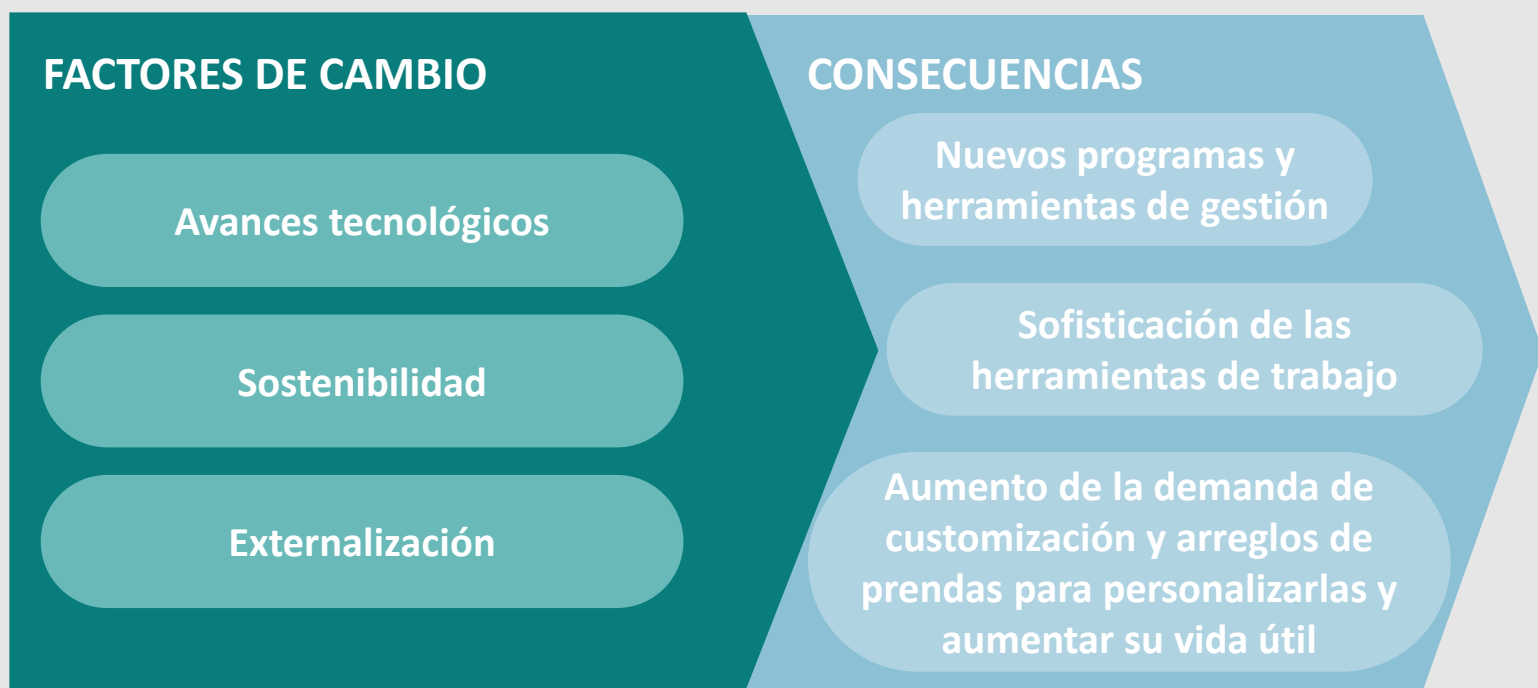 FACTORES DE CAMBIO
Avances tecnológicos
Sostenibilidad
Externalización
CONSECUENCIAS
Nuevos programas y
herramientas de gestión
Sofisticación de las
herramientas de trabajo
Aumento de la demanda de
customización y arreglos de
prendas para personalizarlas y
aumentar su vida útil